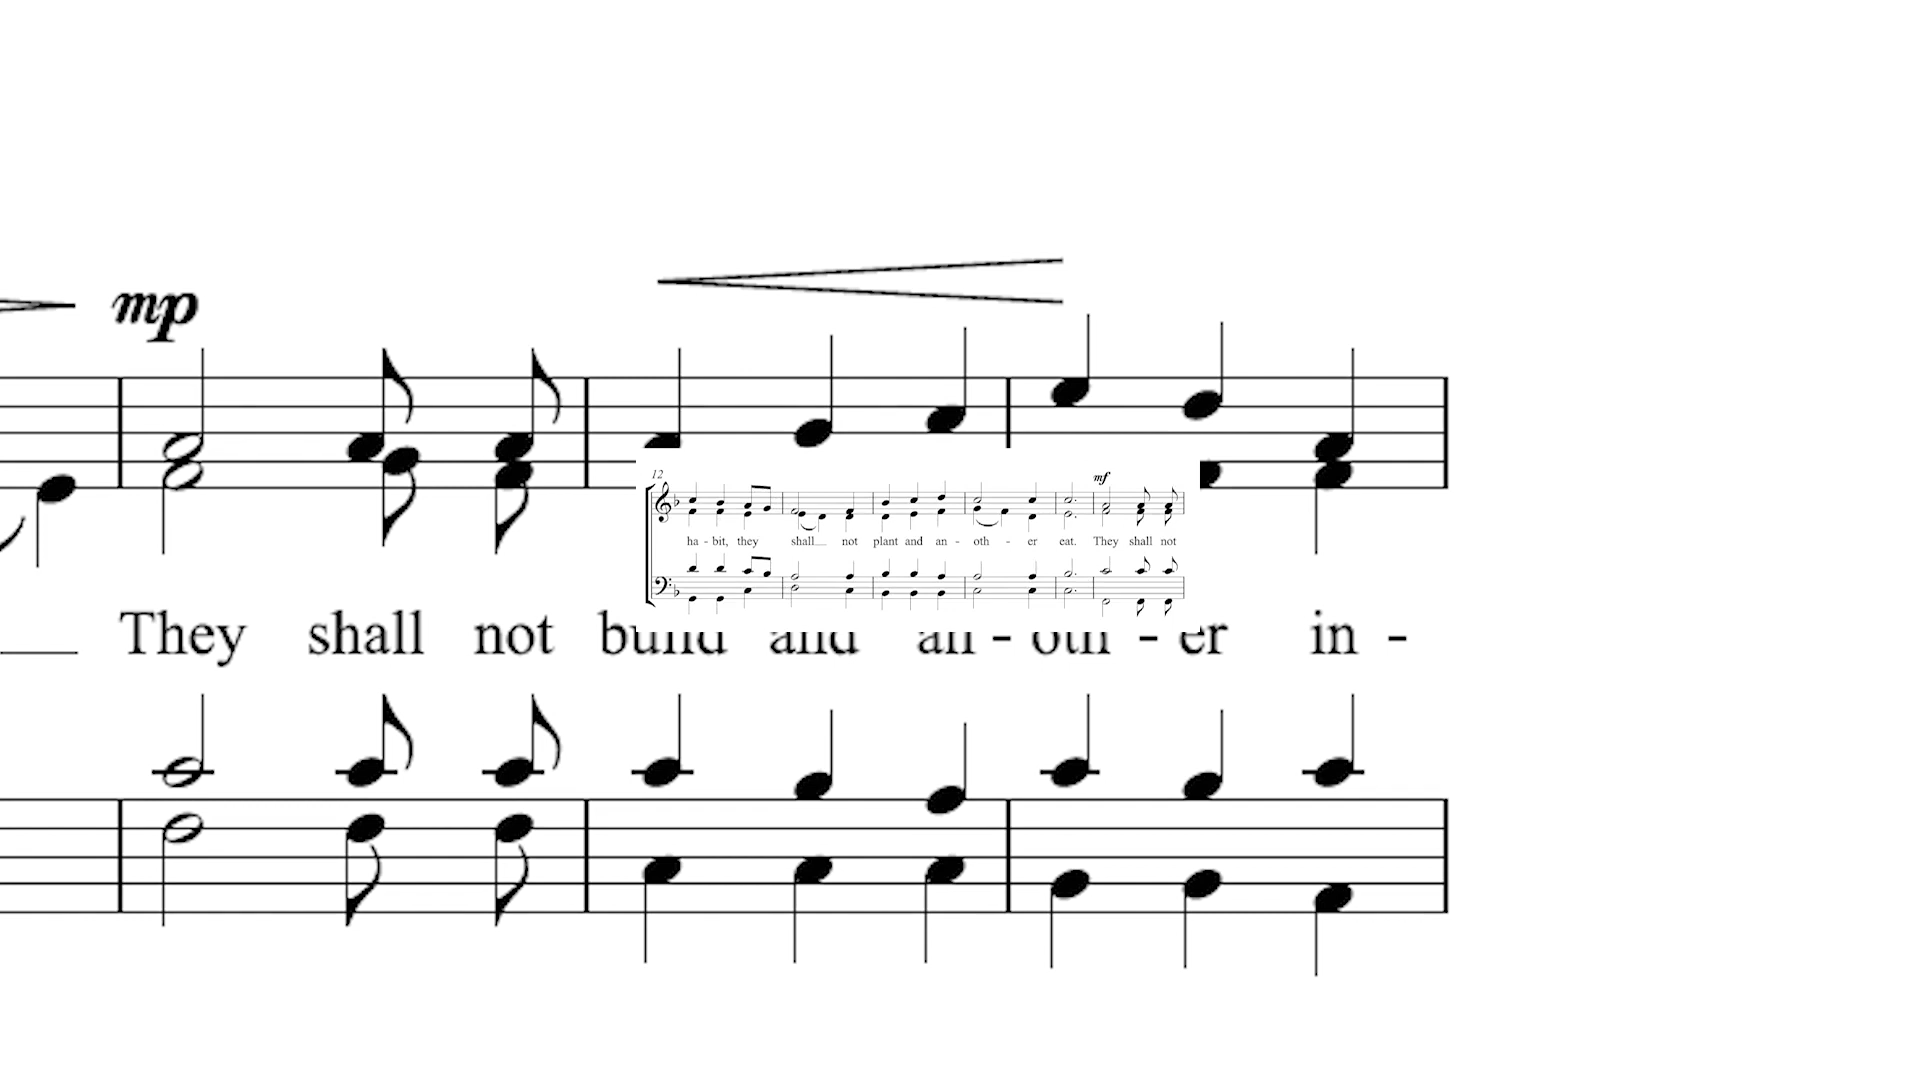 mp
They shall not build and an - oth - er in -
12
mf
ha - bit, they shall__ not plant and an - oth - er eat. They shall not